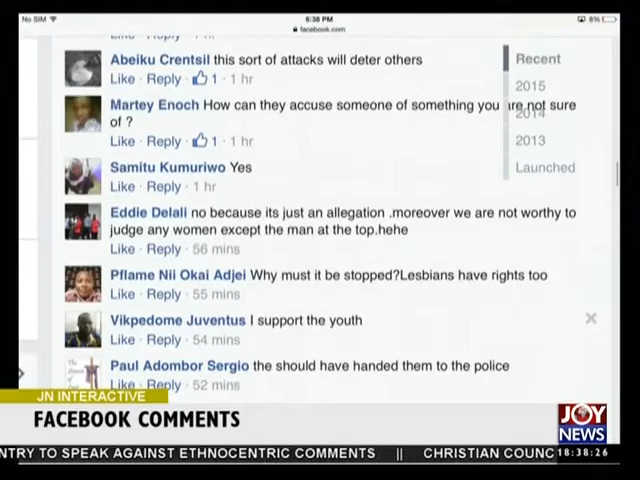 No SIM
6:38 PM
8%
facebook.com
Like · Reply · 1 hr
Abeiku Crentsil this sort of attacks will deter others
Like · Reply · 1 · 1 hr
Martey Enoch How can they accuse someone of something you are not sure
of ?
Like · Reply · 1 · 1 hr
Samitu Kumuriwo Yes
Like · Reply · 1 hr
Eddie Delali no because its just an allegation .moreover we are not worthy to
judge any women except the man at the top.hehe
Like · Reply · 56 mins
Pflame Nii Okai Adjei Why must it be stopped?Lesbians have rights too
Like · Reply · 55 mins
Vikpedome Juventus I support the youth
Like · Reply · 54 mins
Paul Adombor Sergio the should have handed them to the police
Like · Reply · 52 mins
Recent
2015
2014
2013
Launched
JN INTERACTIVE
FACEBOOK COMMENTS
JOY
NEWS
NTRY TO SPEAK AGAINST ETHNOCENTRIC COMMENTS || CHRISTIAN COUNC
18:38:26